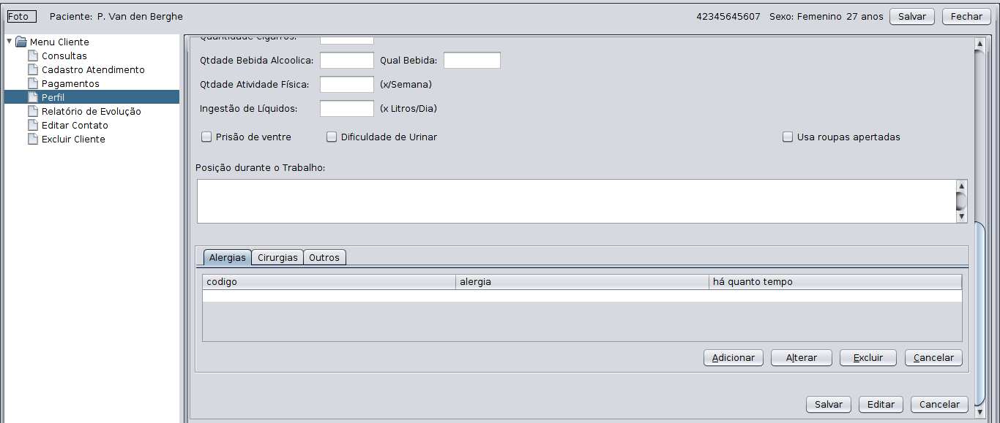 Foto Paciente: P. Van den Berghe 42345645607 Sexo: Femenino 27 anos Salvar Fechar
Menu Cliente
Consultas
Cadastro Atendimento
Pagamentos
Perfil
Relatório de Evolução
Editar Contato
Excluir Cliente
Quantidade Cigarros:
Qtdade Bebida Alcoolica: Qual Bebida:
Qtdade Atividade Física: (x/Semana)
Ingestão de Líquidos: (x Litros/Dia)
Prisão de ventre Dificuldade de Urinar Usa roupas apertadas
Posição durante o Trabalho:
Alergias Cirurgias Outros
codigo alergia há quanto tempo
Adicionar Alterar Excluir Cancelar
Salvar Editar Cancelar